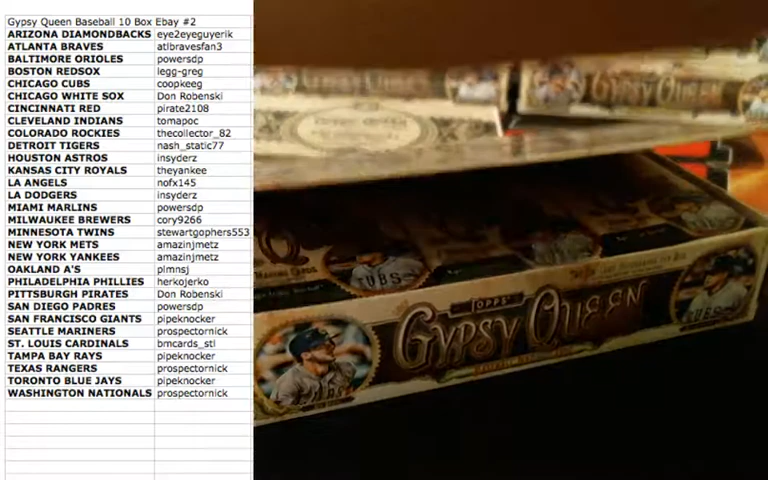 Gypsy Queen Baseball 10 Box Ebay #2
ARIZONA DIAMONDBACKS eye2eyeguyerik
ATLANTA BRAVES atlbravesfan3
BALTIMORE ORIOLES powersdp
BOSTON REDSOX legg-greg
CHICAGO CUBS coopkeeg
CHICAGO WHITE SOX Don Robenski
CINCINNATI RED pirate2108
CLEVELAND INDIANS tomapoc
COLORADO ROCKIES thecollector_82
DETROIT TIGERS nash_static77
HOUSTON ASTROS insyderz
KANSAS CITY ROYALS theyankee
LA ANGELS nofx145
LA DODGERS insyderz
MIAMI MARLINS powersdp
MILWAUKEE BREWERS cory9266
MINNESOTA TWINS stewartgophers553
NEW YORK METS amazinjmetz
NEW YORK YANKEES amazinjmetz
OAKLAND A'S plmnsj
PHILADELPHIA PHILLIES herkojerko
PITTSBURGH PIRATES Don Robenski
SAN DIEGO PADRES powersdp
SAN FRANCISCO GIANTS pipeknocker
SEATTLE MARINERS prospectornick
ST. LOUIS CARDINALS bmcards_stl
TAMPA BAY RAYS pipeknocker
TEXAS RANGERS prospectornick
TORONTO BLUE JAYS pipeknocker
WASHINGTON NATIONALS prospectornick
GYPSY QUEEN
TRADING CARDS
CUBS
TOPPS
GYPSY QUEEN